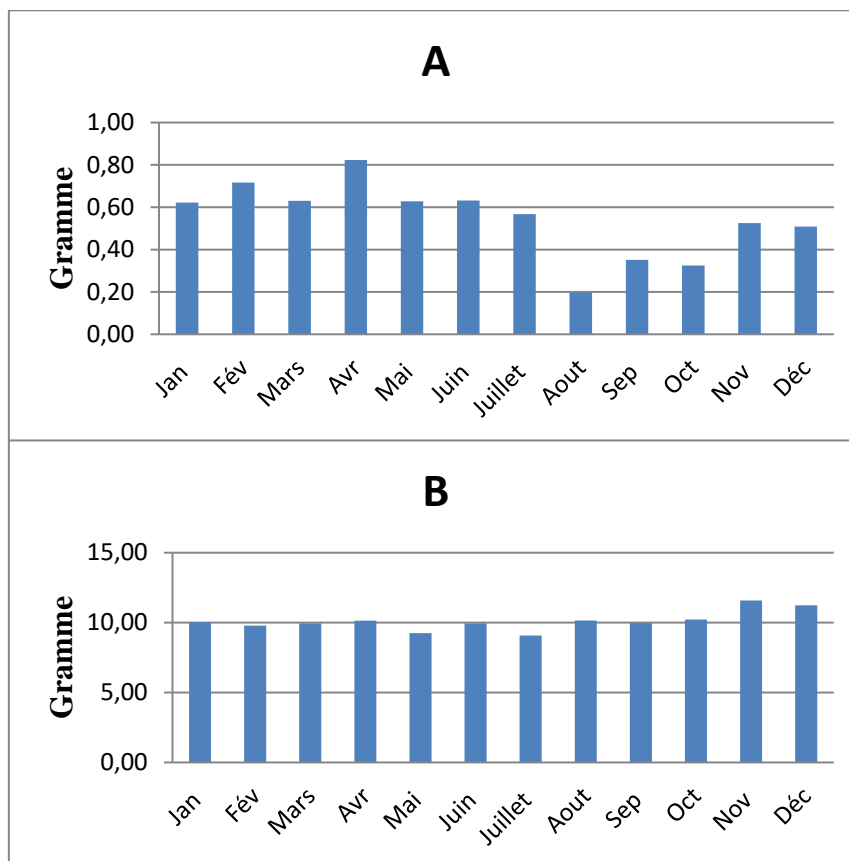 A
Gramme
1,00
0,80
0,60
0,40
0,20
0,00
Jan Fév Mars Avr Mai Juin Juillet Aout Sep Oct Nov Déc
B
Gramme
15,00
10,00
5,00
0,00
Jan Fév Mars Avr Mai Juin Juillet Aout Sep Oct Nov Déc